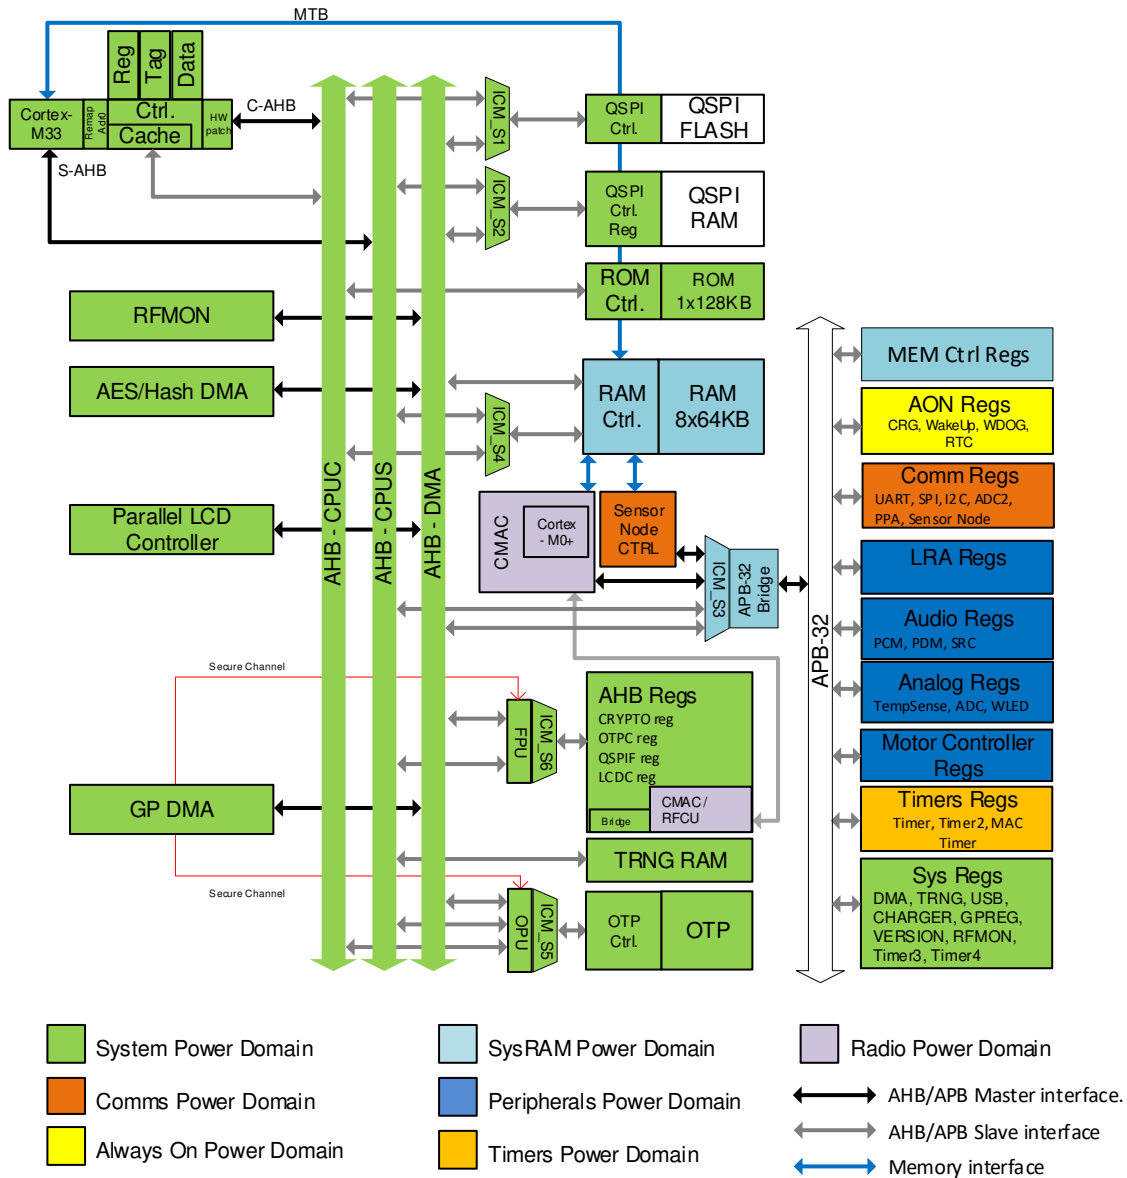 MTB
Reg
Tag
Data
Cortex-
M33
Remap
Adr0
Ctrl.
Cache
HW
patch
C-AHB
S-AHB
ICM_S1
QSPI
Ctrl.
QSPI
FLASH
ICM_S2
QSPI
Ctrl.
Reg
QSPI
RAM
ROM
Ctrl.
ROM
1x128KB
RFMON
AES/Hash DMA
Parallel LCD
Controller
GP DMA
AHB - CPUC
AHB - CPUS
AHB - DMA
RAM
Ctrl.
RAM
8x64KB
ICM_S4
CMAC
Cortex
- M0+
Sensor
Node
CTRL
ICM_S3
APB-32
Bridge
APB-32
MEM Ctrl Regs
AON Regs
CRG, WakeUp, WDOG,
RTC
Comm Regs
UART, SPI, I2C, ADC2,
PPA, Sensor Node
LRA Regs
Audio Regs
PCM, PDM, SRC
Analog Regs
TempSense, ADC, WLED
Motor Controller
Regs
Timers Regs
Timer, Timer2, MAC
Timer
Sys Regs
DMA, TRNG, USB,
CHARGER, GPREG,
VERSION, RFMON,
Timer3, Timer4
Secure Channel
FPU
ICM_S6
AHB Regs
CRYPTO reg
OTPC reg
QSPIF reg
LCDC reg
Bridge
CMAC/
RFCU
TRNG RAM
Secure Channel
OPU
ICM_S5
OTP
Ctrl.
OTP
System Power Domain
SysRAM Power Domain
Radio Power Domain
Comms Power Domain
Peripherals Power Domain
AHB/APB Master interface.
Always On Power Domain
Timers Power Domain
AHB/APB Slave interface
Memory interface